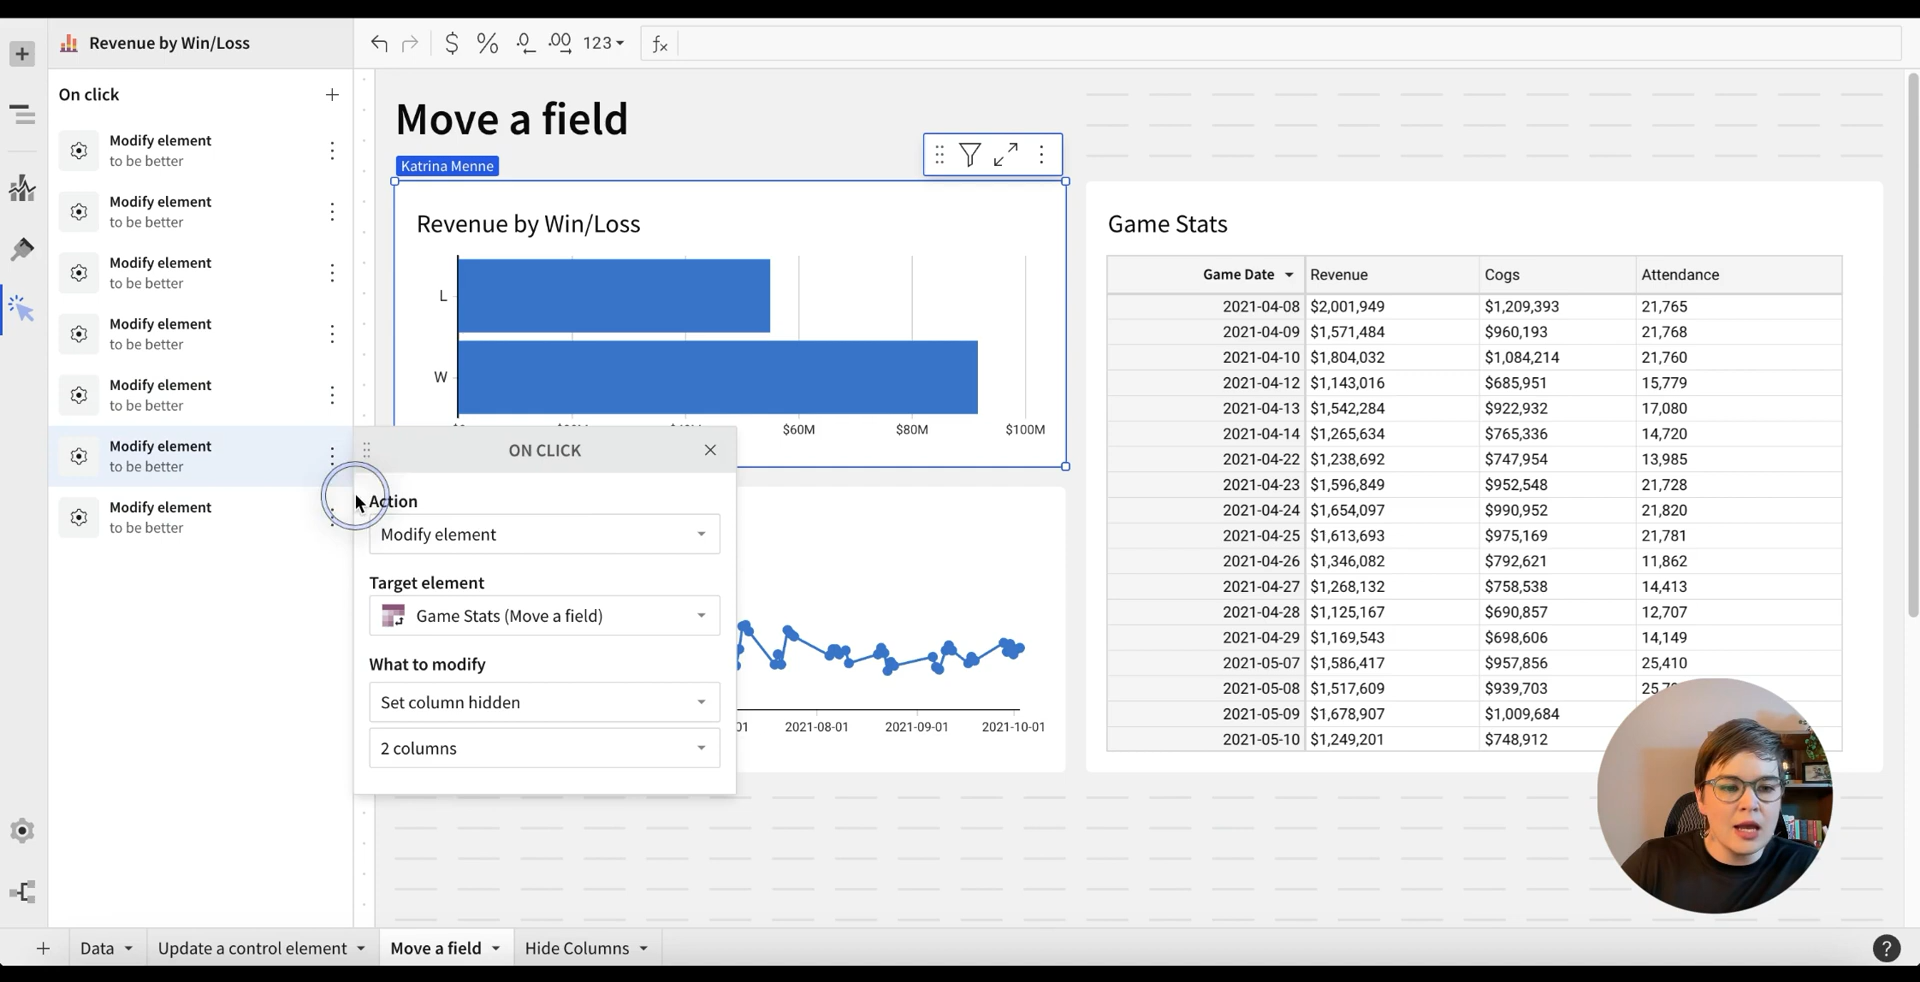 Revenue by Win/Loss
$ % .0 .00 123
fx
On click
Modify element
to be better
Modify element
to be better
Modify element
to be better
Modify element
to be better
Modify element
to be better
Modify element
to be better
Modify element
to be better
Move a field
Katrina Menne
Revenue by Win/Loss
L
W
$60M $80M $100M
ON CLICK
Action
Modify element
Target element
Game Stats (Move a field)
What to modify
Set column hidden
2 columns
2021-08-01 2021-09-01 2021-10-01
Game Stats
Game Date Revenue Cogs Attendance
2021-04-08 $2,001,949 $1,209,393 21,765
2021-04-09 $1,571,484 $960,193 21,768
2021-04-10 $1,804,032 $1,084,214 21,760
2021-04-12 $1,143,016 $685,951 15,779
2021-04-13 $1,542,284 $922,932 17,080
2021-04-14 $1,265,634 $765,336 14,720
2021-04-22 $1,238,692 $747,954 13,985
2021-04-23 $1,596,849 $952,548 21,728
2021-04-24 $1,654,097 $990,952 21,820
2021-04-25 $1,613,693 $975,169 21,781
2021-04-26 $1,346,082 $792,621 11,862
2021-04-27 $1,268,132 $758,538 14,413
2021-04-28 $1,125,167 $690,857 12,707
2021-04-29 $1,169,543 $698,606 14,149
2021-05-07 $1,586,417 $957,856 25,410
2021-05-08 $1,517,609 $939,703
2021-05-09 $1,678,907 $1,009,684
2021-05-10 $1,249,201 $748,912
Data Update a control element Move a field Hide Columns
?